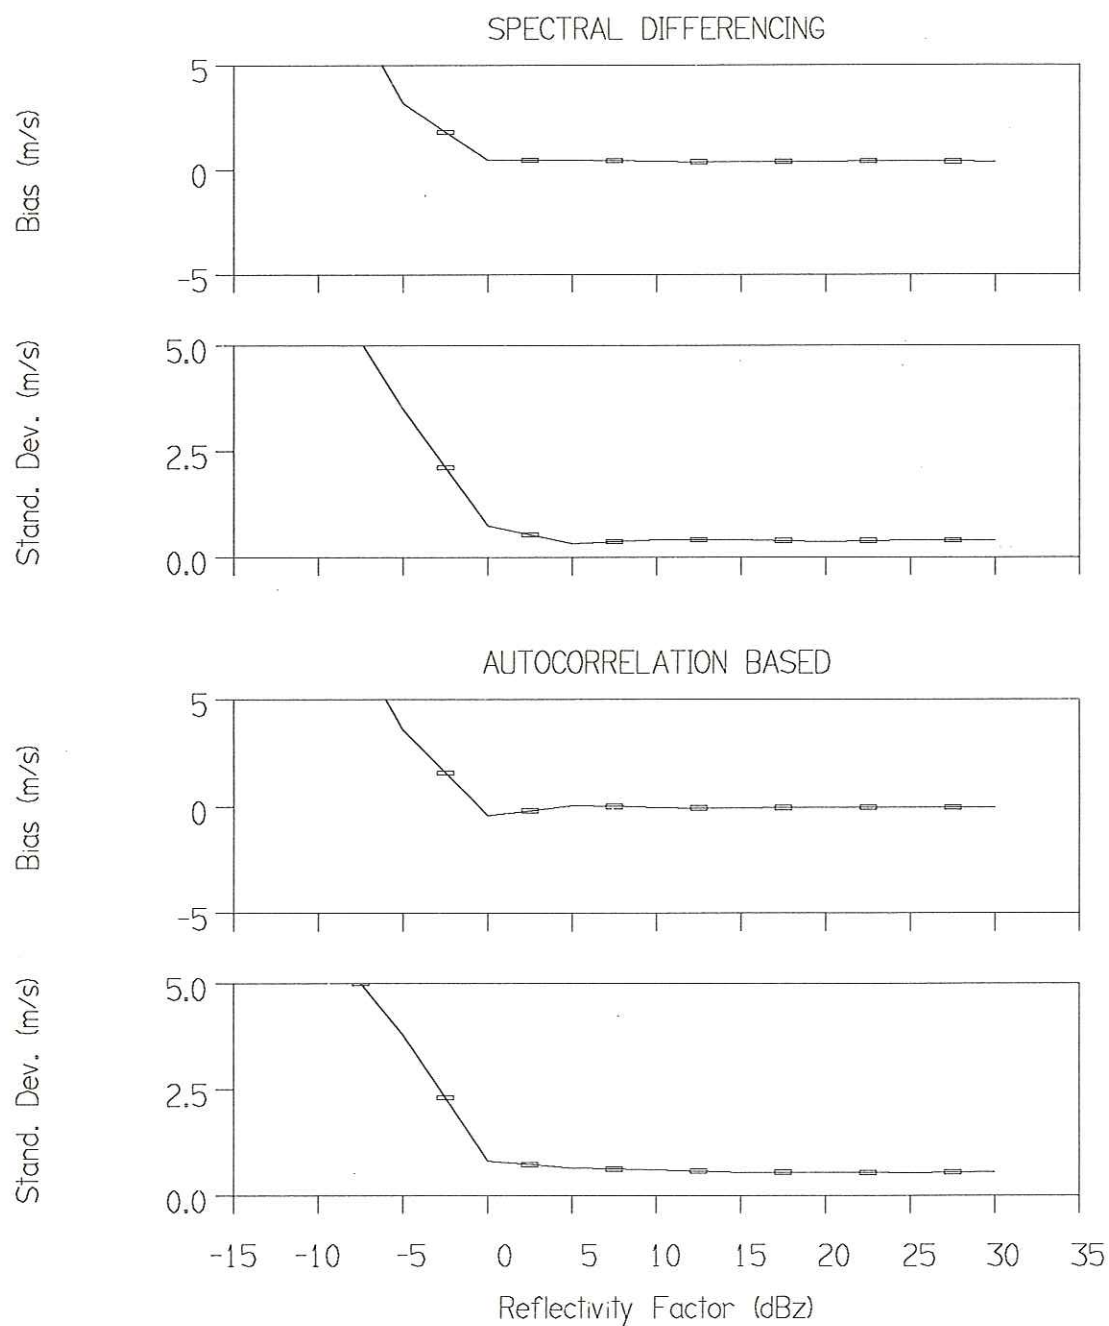 SPECTRAL DIFFERENCING
5
0
-5
Bias (m/s)
5.0
2.5
0.0
Stand. Dev. (m/s)
AUTOCORRELATION BASED
5
0
-5
Bias (m/s)
5.0
2.5
0.0
Stand. Dev. (m/s)
-15 -10 -5 0 5 10 15 20 25 30 35
Reflectivity Factor (dBz)